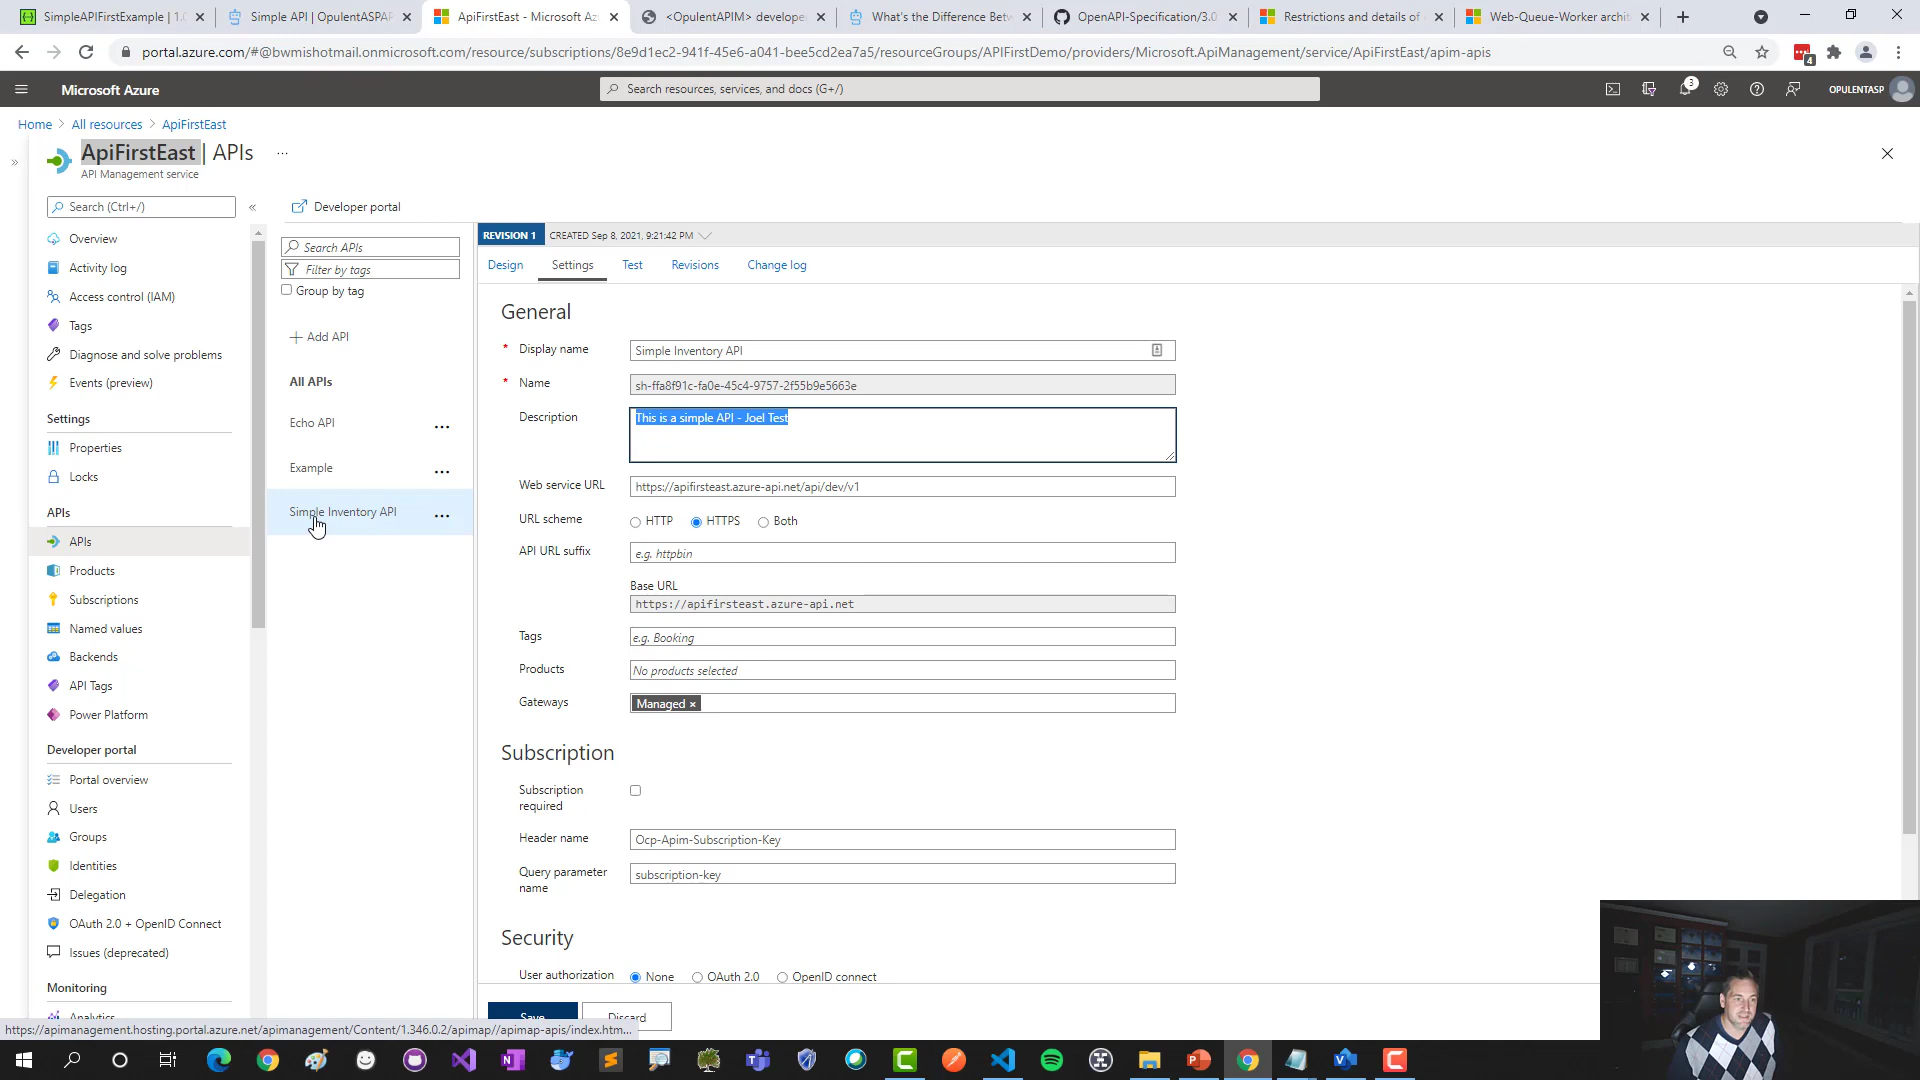 SimpleAPIFirstExample | 1.0
Simple API | OpulentASPAP
ApiFirstEast - Microsoft Az
<OpulentAPIM> develope
What's the Difference Betw
OpenAPI-Specification/3.0
Restrictions and details of
Web-Queue-Worker archit
portal.azure.com/#@bwmishotmail.onmicrosoft.com/resource/subscriptions/8e9d1ec2-941f-45e6-a041-bee5cd2ea7a5/resourceGroups/APIFirstDemo/providers/Microsoft.ApiManagement/service/ApiFirstEast/apim-apis
4
Microsoft Azure
Search resources, services, and docs (G+/)
3
OPULENTASP
Home > All resources > ApiFirstEast
ApiFirstEast | APIs ...
API Management service
Search (Ctrl+/)
Overview
Activity log
Access control (IAM)
Tags
Diagnose and solve problems
Events (preview)
Settings
Properties
Locks
APIs
APIs
Products
Subscriptions
Named values
Backends
API Tags
Power Platform
Developer portal
Portal overview
Users
Groups
Identities
Delegation
OAuth 2.0 + OpenID Connect
Issues (deprecated)
Monitoring
Analytics
Developer portal
Search APIs
Filter by tags
Group by tag
+ Add API
All APIs
Echo API ...
Example ...
Simple Inventory API ...
REVISION 1 CREATED Sep 8, 2021, 9:21:42 PM
Design Settings Test Revisions Change log
General
* Display name Simple Inventory API
* Name sh-ffa8f91c-fa0e-45c4-9757-2f55b9e5663e
Description This is a simple API - Joel Test
Web service URL https://apifirsteast.azure-api.net/api/dev/v1
URL scheme HTTP HTTPS Both
API URL suffix e.g. httpbin
Base URL
https://apifirsteast.azure-api.net
Tags e.g. Booking
Products No products selected
Gateways Managed ×
Subscription
Subscription required
Header name Ocp-Apim-Subscription-Key
Query parameter name subscription-key
Security
User authorization None OAuth 2.0 OpenID connect
Save Discard
https://apimanagement.hosting.portal.azure.net/apimanagement/Content/1.346.0.2/apimap//apimap-apis/index.htm...